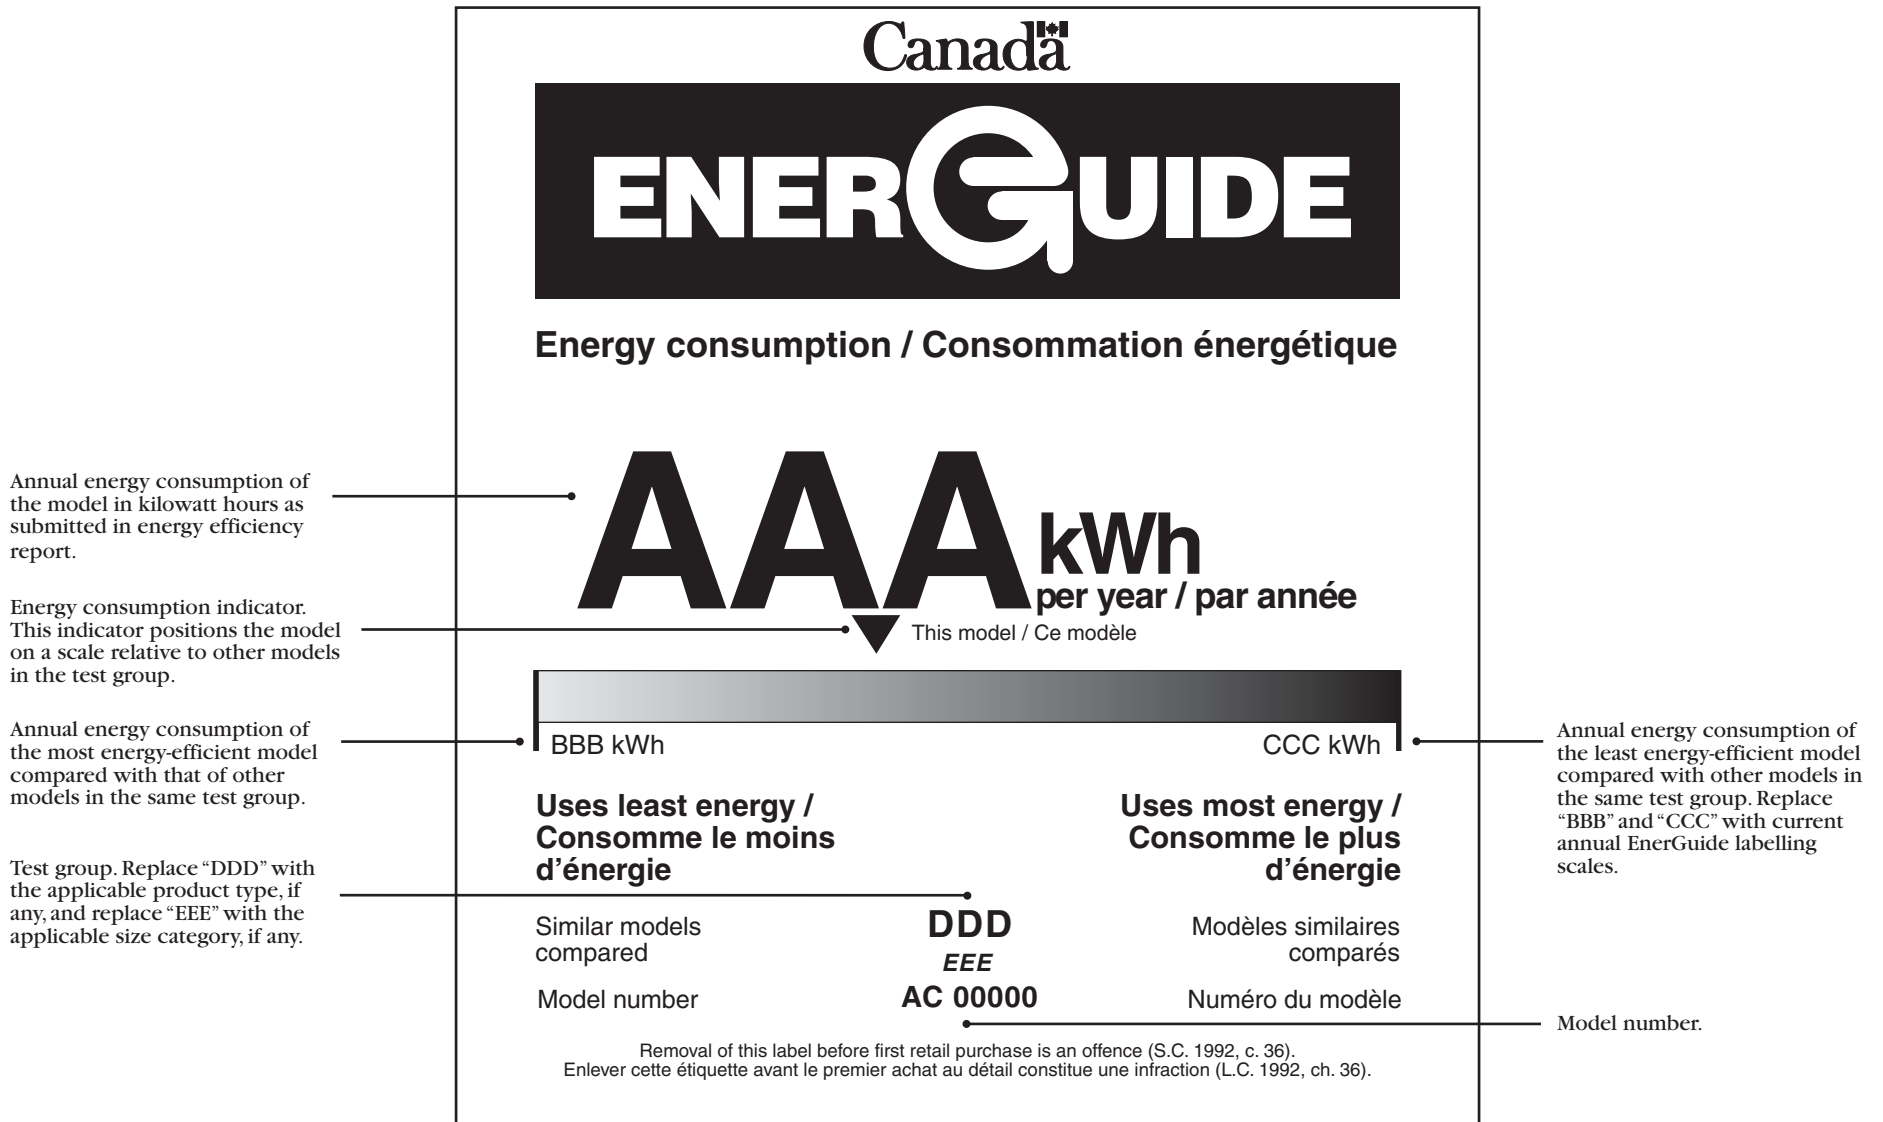 Canada
ENERGUIDE
Energy consumption / Consommation énergétique
Annual energy consumption of
the model in kilowatt hours as
submitted in energy efficiency
report.
AAA kWh
per year / par année
Energy consumption indicator.
This indicator positions the model
on a scale relative to other models
in the test group.
This model / Ce modèle
Annual energy consumption of
the most energy-efficient model
compared with that of other
models in the same test group.
BBB kWh
CCC kWh
Annual energy consumption of
the least energy-efficient model
compared with other models in
the same test group. Replace
“BBB” and “CCC” with current
annual EnerGuide labelling
scales.
Uses least energy /
Consomme le moins
d’énergie
Uses most energy /
Consomme le plus
d’énergie
Test group. Replace “DDD” with
the applicable product type, if
any, and replace “EEE” with the
applicable size category, if any.
Similar models
compared
DDD
EEE
Modèles similaires
comparés
Model number
AC 00000
Numéro du modèle
Model number.
Removal of this label before first retail purchase is an offence (S.C. 1992, c. 36).
Enlever cette étiquette avant le premier achat au détail constitue une infraction (L.C. 1992, ch. 36).